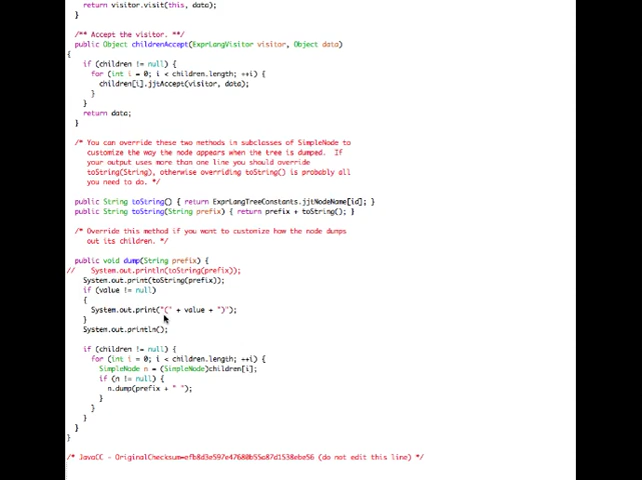 return visitor.visit(this, data);
}
/** Accept the visitor. **/
public Object childrenAccept(ExprLangVisitor visitor, Object data)
{
if (children != null) {
for (int i = 0; i < children.length; ++i) {
children[i].jjtAccept(visitor, data);
}
}
return data;
}
/* You can override these two methods in subclasses of SimpleNode to
customize the way the node appears when the tree is dumped.  If
your output uses more than one line you should override
toString(String), otherwise overriding toString() is probably all
you need to do. */
public String toString() { return ExprLangTreeConstants.jjtNodeName[id]; }
public String toString(String prefix) { return prefix + toString(); }
/* Override this method if you want to customize how the node dumps
out its children. */
public void dump(String prefix) {
// System.out.println(toString(prefix));
System.out.print(toString(prefix));
if (value != null)
{
System.out.print("(" + value + ")");
}
System.out.println();
if (children != null) {
for (int i = 0; i < children.length; ++i) {
SimpleNode n = (SimpleNode)children[i];
if (n != null) {
n.dump(prefix + " ");
}
}
}
}
}
/* JavaCC - (do not edit this line) */